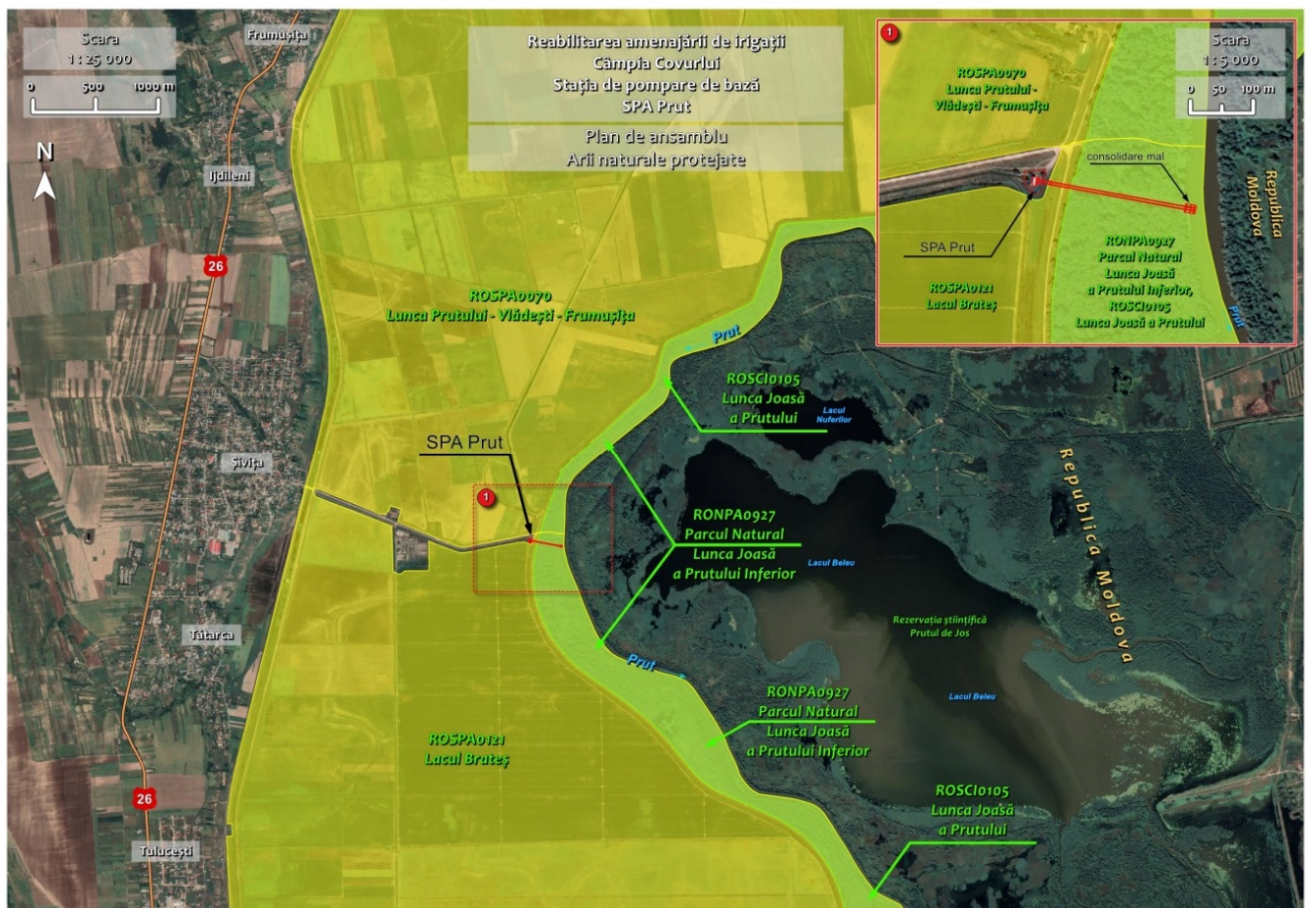 Scara
1 : 25 000
0 500 1000 m
N
Frumușița
Ijdileni
26
Șivița
Tătarca
26
Tulucești
Reabilitarea amenajării de irigații
Câmpia Covurlui
Stația de pompare de bază
SPA Prut
Plan de ansamblu
Arii naturale protejate
ROSPA0070
Lunca Prutului - Vlădești - Frumușița
SPA Prut
1
ROSPA0121
Lacul Brateș
Prut
ROSCI0105
Lunca Joasă
a Prutului
Lacul
Nuferilor
RONPA0927
Parcul Natural
Lunca Joasă
a Prutului Inferior
Lacul Beleu
Rezervația științifică
Prutul de Jos
Lacul Beleu
Republica Moldova
Prut
RONPA0927
Parcul Natural
Lunca Joasă
a Prutului Inferior
ROSCI0105
Lunca Joasă
a Prutului
1
ROSPA0070
Lunca Prutului -
Vlădești - Frumușița
Scara
1 : 5 000
0 50 100 m
consolidare mal
Republica
Moldova
SPA Prut
ROSPA0121
Lacul Brateș
RONPA0927
Parcul Natural
Lunca Joasă
a Prutului Inferior,
ROSCI0105
Lunca Joasă a Prutului
Prut